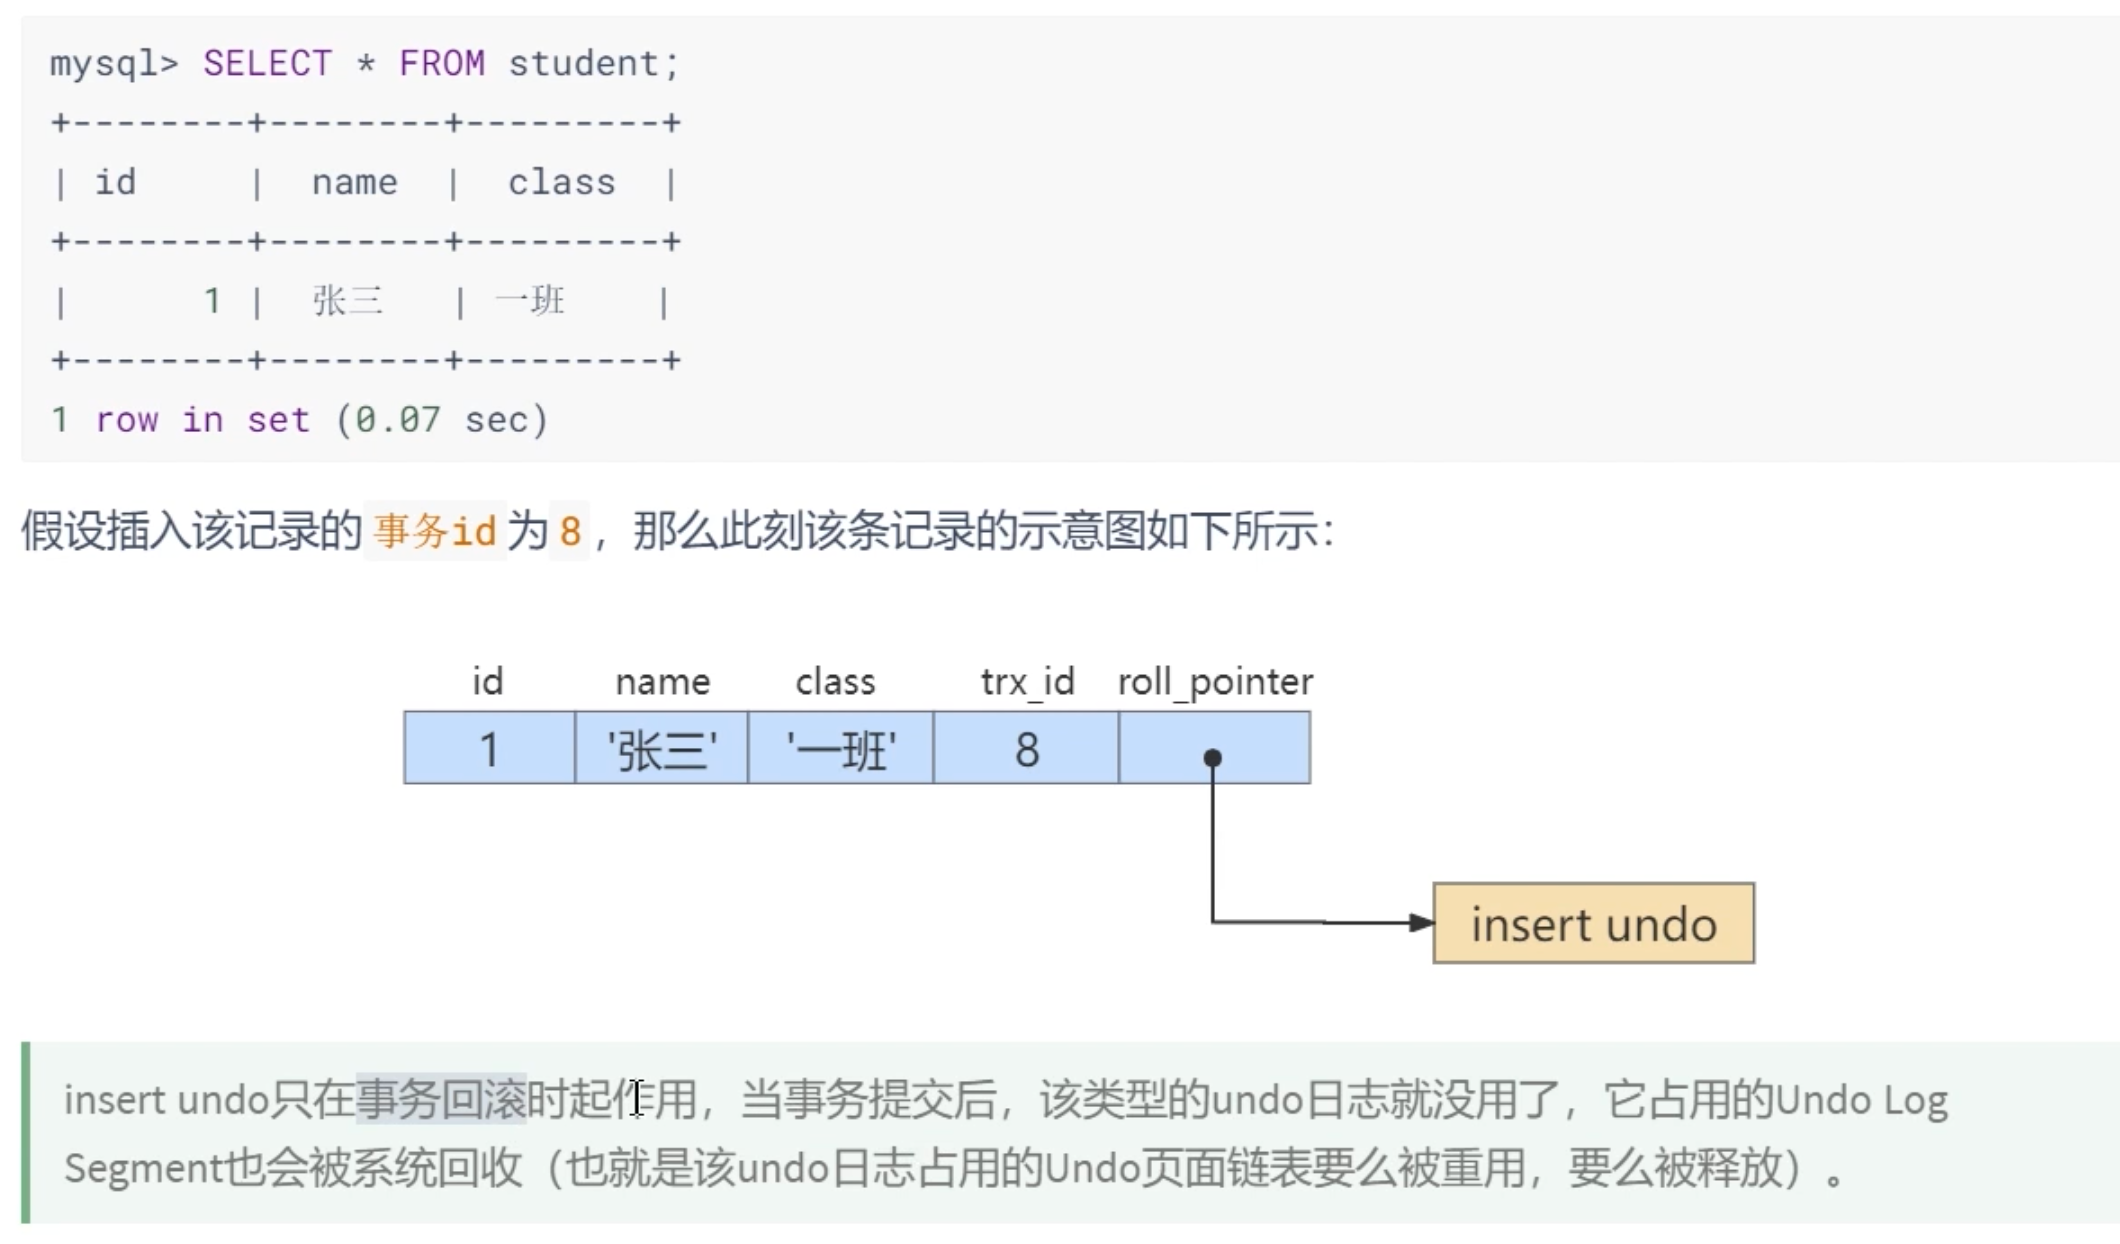 mysql> SELECT * FROM student;
+--------+--------+---------+
| id     |  name  |  class  |
+--------+--------+---------+
|      1 |  张三   | 一班    |
+--------+--------+---------+
1 row in set (0.07 sec)
假设插入该记录的 事务id 为 8 ，那么此刻该条记录的示意图如下所示：
id name class trx_id roll_pointer
1 '张三' '一班' 8
insert undo
insert undo只在事务回滚时起作用，当事务提交后，该类型的undo日志就没用了，它占用的Undo Log
Segment也会被系统回收（也就是该undo日志占用的Undo页面链表要么被重用，要么被释放）。